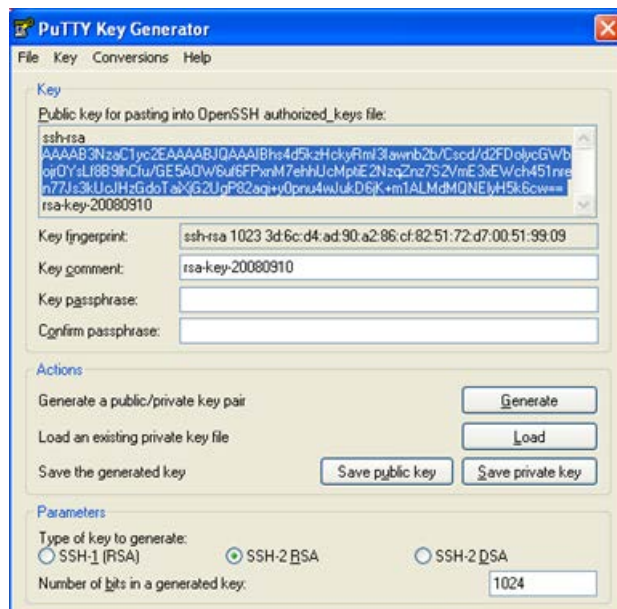 PuTTY Key Generator
File Key Conversions Help
Key
Public key for pasting into OpenSSH authorized_keys file:
ssh-rsa
rsa-key-20080910
Key fingerprint: ssh-rsa 1023 3d:6c:d4:ad:90:a2:86:cf:82:51:72:d7:00:51:99:09
Key comment: rsa-key-20080910
Key passphrase:
Confirm passphrase:
Actions
Generate a public/private key pair Generate
Load an existing private key file Load
Save the generated key Save public key Save private key
Parameters
Type of key to generate:
SSH-1 (RSA) SSH-2 RSA SSH-2 DSA
Number of bits in a generated key: 1024